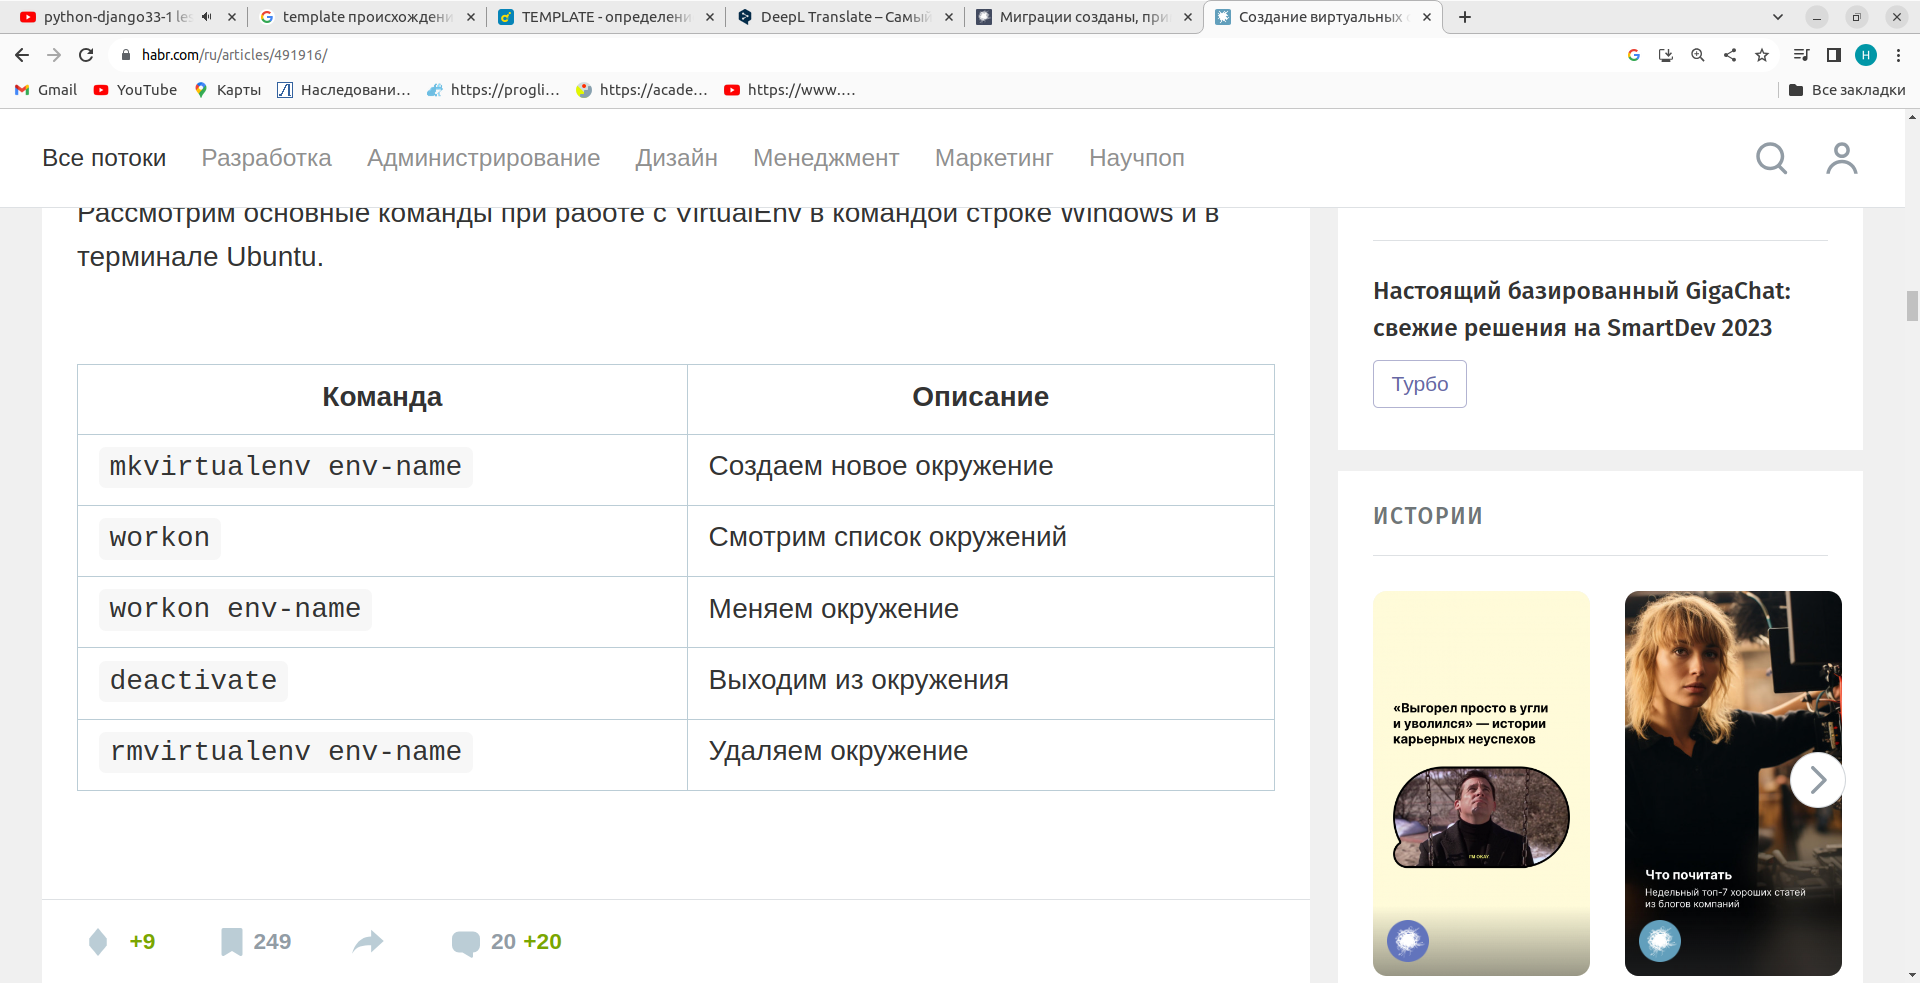 python-django33-1 les
template происхождени
TEMPLATE - определени
DeepL Translate – Самый
Миграции созданы, при
Создание виртуальных
habr.com/ru/articles/491916/
H
Gmail
YouTube
Карты
Наследовани...
https://progli...
https://acade...
https://www....
Все закладки
Все потоки
Разработка
Администрирование
Дизайн
Менеджмент
Маркетинг
Научпоп
Рассмотрим основные команды при работе с VirtualEnv в командой строке Windows и в
терминале Ubuntu.
Команда
Описание
mkvirtualenv env-name
Создаем новое окружение
workon
Смотрим список окружений
workon env-name
Меняем окружение
deactivate
Выходим из окружения
rmvirtualenv env-name
Удаляем окружение
+9
249
20 +20
Настоящий базированный GigaChat:
свежие решения на SmartDev 2023
Турбо
ИСТОРИИ
«Выгорел просто в угли
и уволился» — истории
карьерных неуспехов
I'M OKAY
Что почитать
Недельный топ-7 хороших статей
из блогов компаний